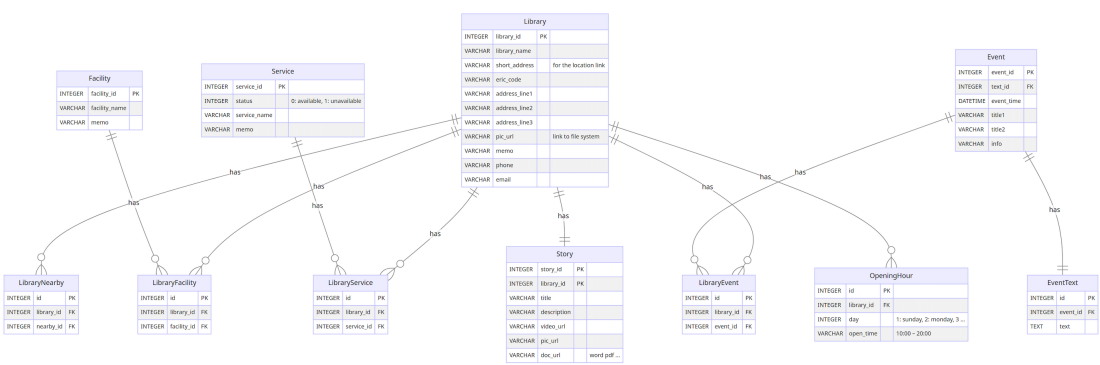 Library
INTEGER library_id PK
VARCHAR library_name
VARCHAR short_address for the location link
VARCHAR eric_code
VARCHAR address_line1
VARCHAR address_line2
VARCHAR address_line3
VARCHAR pic_url link to file system
VARCHAR memo
VARCHAR phone
VARCHAR email
Facility
INTEGER facility_id PK
VARCHAR facility_name
VARCHAR memo
Service
INTEGER service_id PK
INTEGER status 0: available, 1: unavailable
VARCHAR service_name
VARCHAR memo
Event
INTEGER event_id PK
INTEGER text_id FK
DATETIME event_time
VARCHAR title1
VARCHAR title2
VARCHAR info
has
has
has
has
has
has
has
has
has
has
LibraryNearby
INTEGER id PK
INTEGER library_id FK
INTEGER nearby_id FK
LibraryFacility
INTEGER id PK
INTEGER library_id FK
INTEGER facility_id FK
LibraryService
INTEGER id PK
INTEGER library_id FK
INTEGER service_id FK
Story
INTEGER story_id PK
INTEGER library_id PK
VARCHAR title
VARCHAR description
VARCHAR video_url
VARCHAR pic_url
VARCHAR doc_url word pdf ...
LibraryEvent
INTEGER id PK
INTEGER library_id FK
INTEGER event_id FK
OpeningHour
INTEGER id PK
INTEGER library_id FK
INTEGER day 1: sunday, 2: monday, 3 ...
VARCHAR open_time 10:00 – 20:00
EventText
INTEGER id PK
INTEGER event_id FK
TEXT text